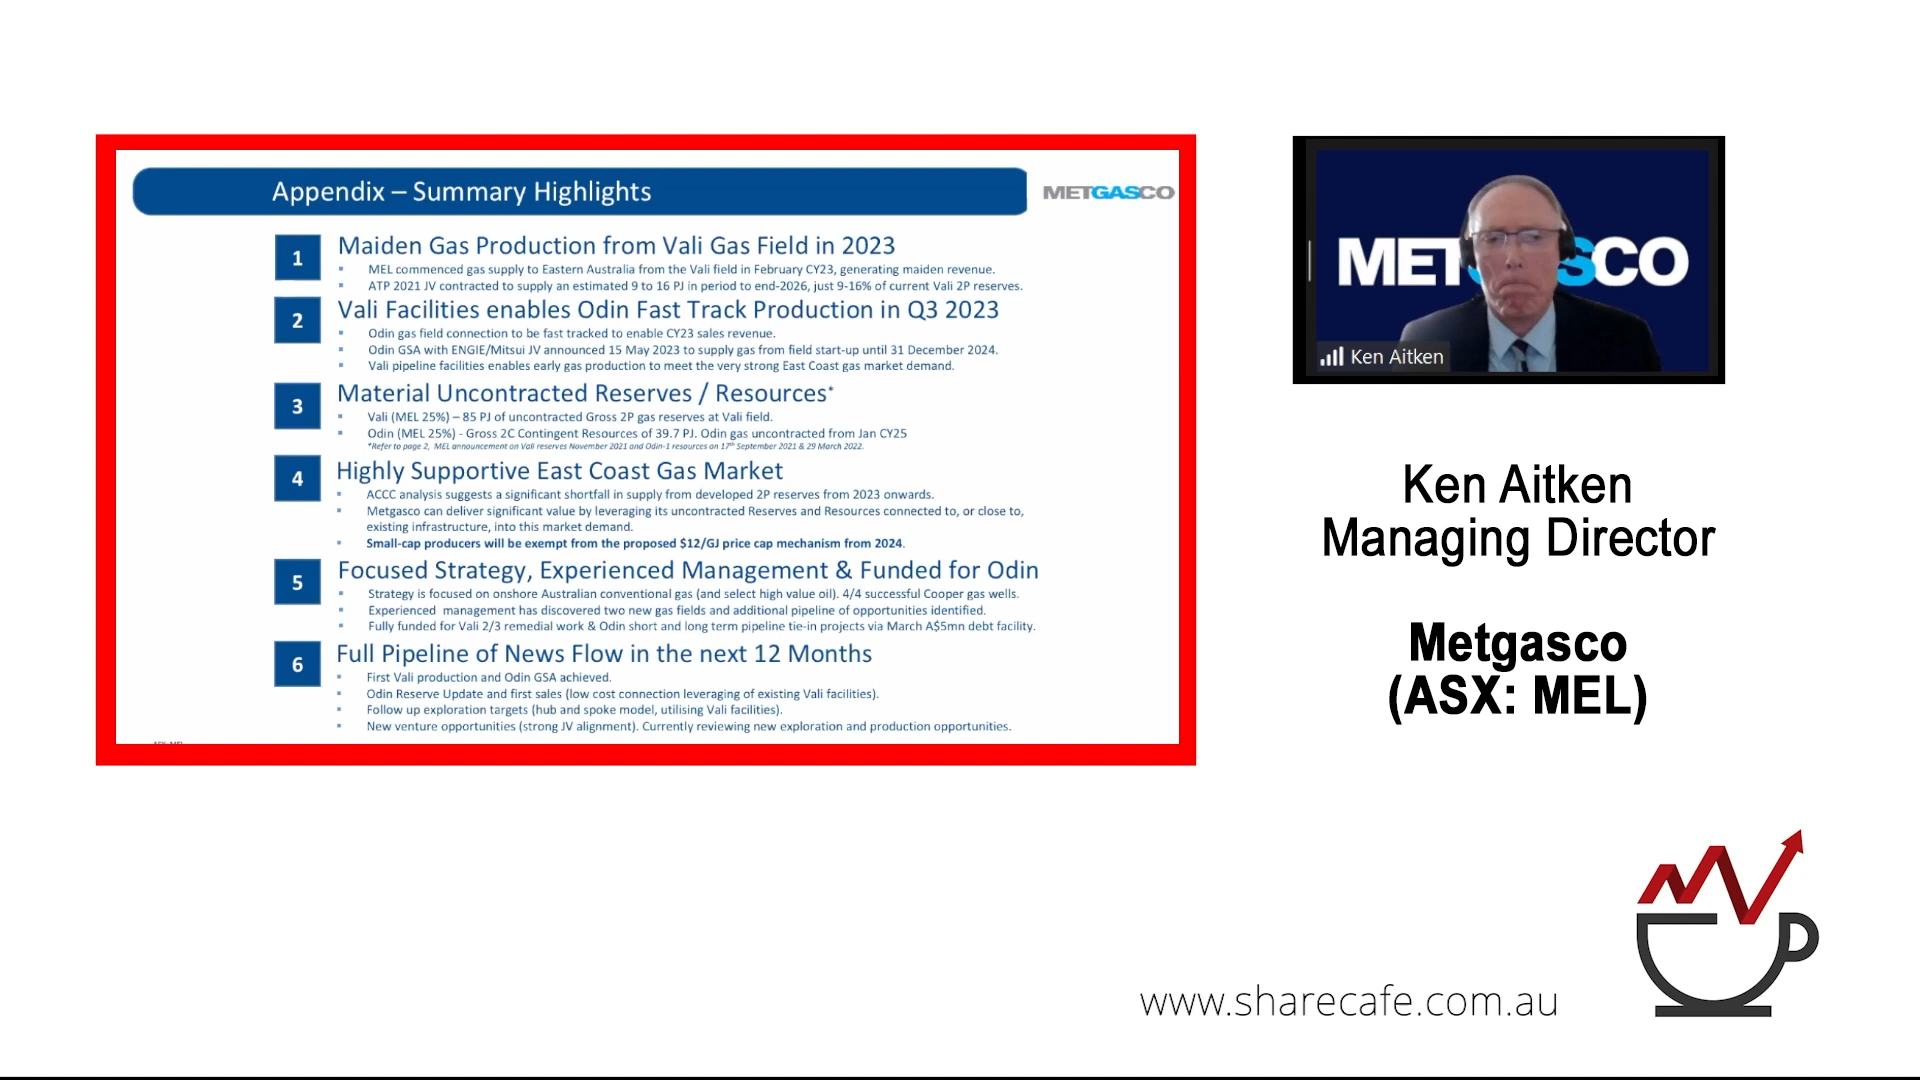 Appendix – Summary Highlights
METGASCO
1
Maiden Gas Production from Vali Gas Field in 2023
▪ MEL commenced gas supply to Eastern Australia from the Vali field in February CY23, generating maiden revenue.
▪ ATP 2021 JV contracted to supply an estimated 9 to 16 PJ in period to end-2026, just 9-16% of current Vali 2P reserves.
2
Vali Facilities enables Odin Fast Track Production in Q3 2023
▪ Odin gas field connection to be fast tracked to enable CY23 sales revenue.
▪ Odin GSA with ENGIE/Mitsui JV announced 15 May 2023 to supply gas from field start-up until 31 December 2024.
▪ Vali pipeline facilities enables early gas production to meet the very strong East Coast gas market demand.
3
Material Uncontracted Reserves / Resources*
▪ Vali (MEL 25%) – 85 PJ of uncontracted Gross 2P gas reserves at Vali field.
▪ Odin (MEL 25%) - Gross 2C Contingent Resources of 39.7 PJ. Odin gas uncontracted from Jan CY25
*Refer to page 2, MEL announcement on Vali reserves November 2021 and Odin-1 resources on 17th September 2021 & 29 March 2022.
4
Highly Supportive East Coast Gas Market
▪ ACCC analysis suggests a significant shortfall in supply from developed 2P reserves from 2023 onwards.
▪ Metgasco can deliver significant value by leveraging its uncontracted Reserves and Resources connected to, or close to,
existing infrastructure, into this market demand.
▪ Small-cap producers will be exempt from the proposed $12/GJ price cap mechanism from 2024.
5
Focused Strategy, Experienced Management & Funded for Odin
▪ Strategy is focused on onshore Australian conventional gas (and select high value oil). 4/4 successful Cooper gas wells.
▪ Experienced management has discovered two new gas fields and additional pipeline of opportunities identified.
▪ Fully funded for Vali 2/3 remedial work & Odin short and long term pipeline tie-in projects via March A$5mn debt facility.
6
Full Pipeline of News Flow in the next 12 Months
▪ First Vali production and Odin GSA achieved.
▪ Odin Reserve Update and first sales (low cost connection leveraging of existing Vali facilities).
▪ Follow up exploration targets (hub and spoke model, utilising Vali facilities).
▪ New venture opportunities (strong JV alignment). Currently reviewing new exploration and production opportunities.
MET SCO
Ken Aitken
Ken Aitken
Managing Director
Metgasco
(ASX: MEL)
www.sharecafe.com.au